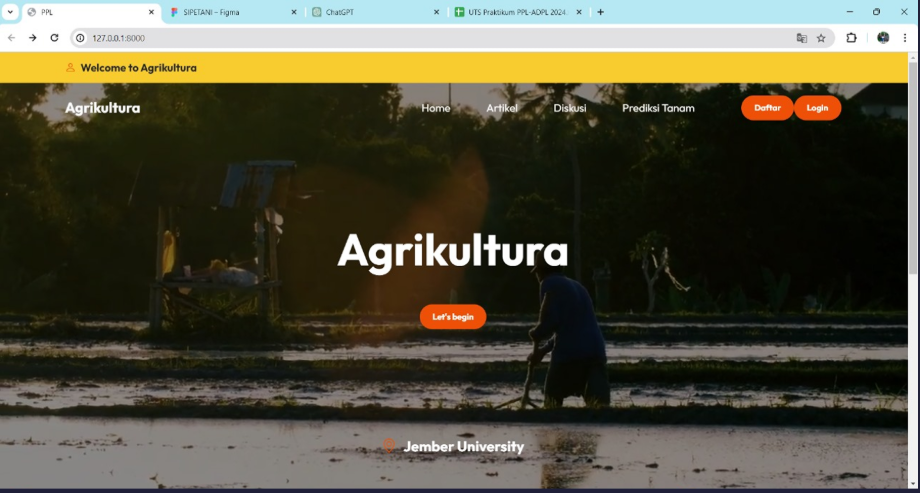 PPL
SIPETANI – Figma
ChatGPT
UTS Praktikum PPL-ADPL 2024
127.0.0.1:8000
Welcome to Agrikultura
Agrikultura
Home
Artikel
Diskusi
Prediksi Tanam
Daftar
Login
Agrikultura
Let's begin
Jember University